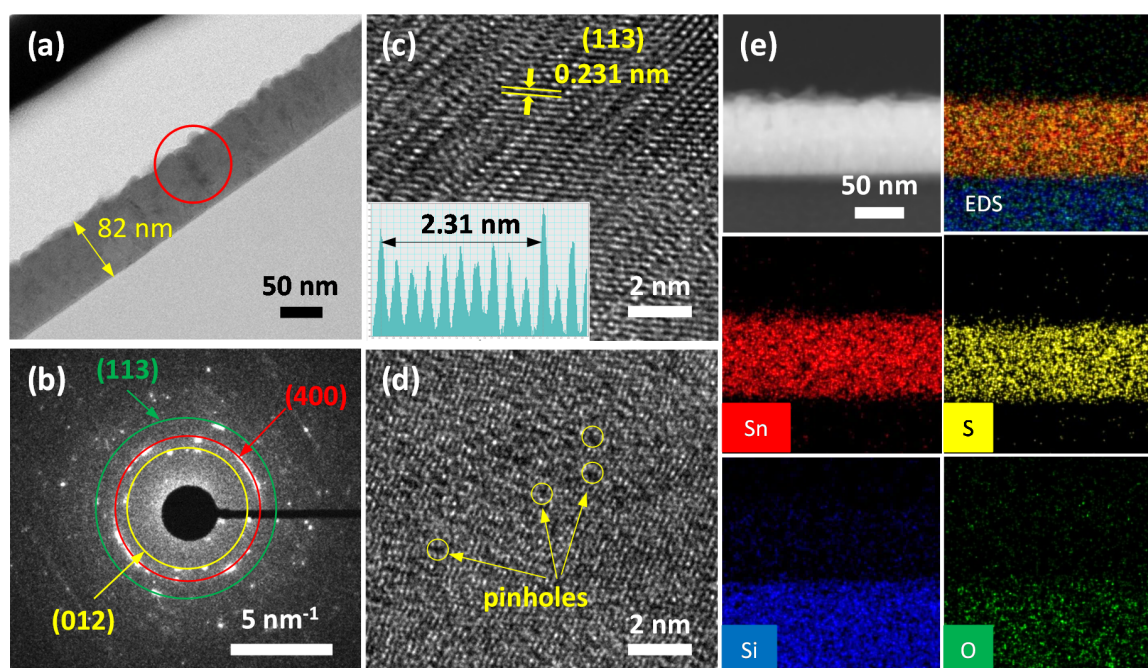 (a)
82 nm
50 nm
(b)
(113)
(400)
(012)
5 nm⁻¹
(c)
(113)
0.231 nm
2.31 nm
2 nm
(d)
pinholes
2 nm
(e)
50 nm
EDS
Sn
S
Si
O